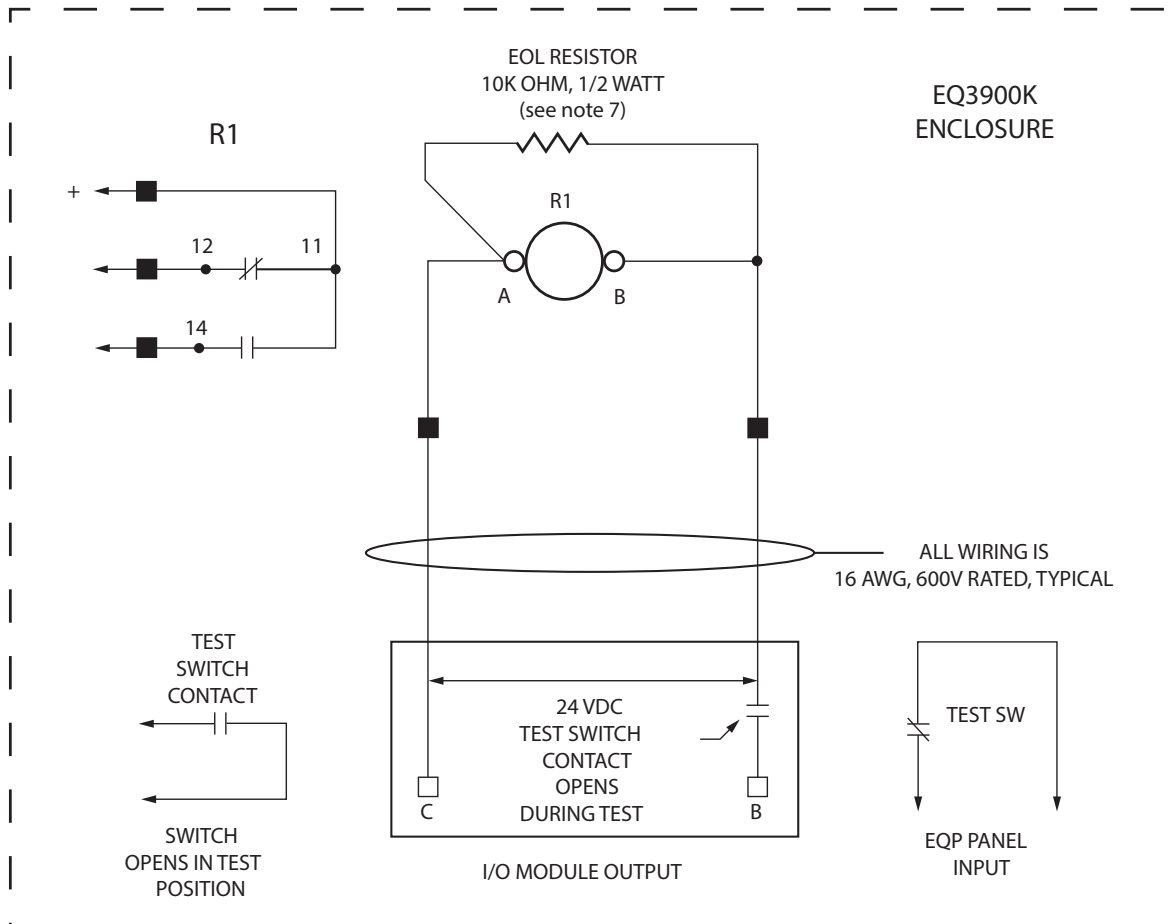 EOL RESISTOR
10K OHM, 1/2 WATT
(see note 7)
EQ3900K
ENCLOSURE
R1
+
R1
12
11
A
B
14
ALL WIRING IS
16 AWG, 600V RATED, TYPICAL
TEST
SWITCH
CONTACT
SWITCH
OPENS IN TEST
POSITION
24 VDC
TEST SWITCH
CONTACT
OPENS
DURING TEST
C
B
I/O MODULE OUTPUT
TEST SW
EQP PANEL
INPUT